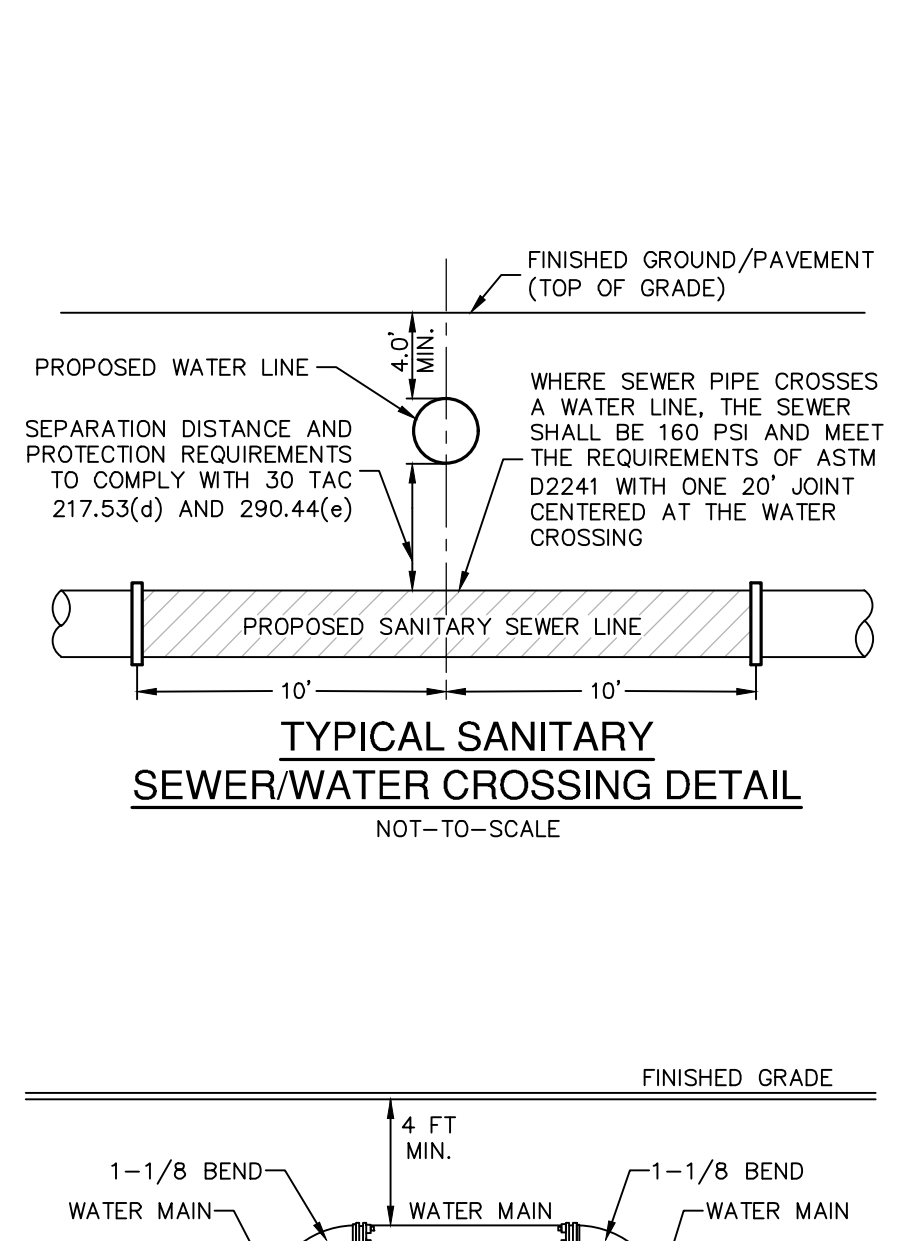 FINISHED GROUND/PAVEMENT
(TOP OF GRADE)
4.0'
MIN.
PROPOSED WATER LINE
SEPARATION DISTANCE AND
PROTECTION REQUIREMENTS
TO COMPLY WITH 30 TAC
217.53(d) AND 290.44(e)
WHERE SEWER PIPE CROSSES
A WATER LINE, THE SEWER
SHALL BE 160 PSI AND MEET
THE REQUIREMENTS OF ASTM
D2241 WITH ONE 20' JOINT
CENTERED AT THE WATER
CROSSING
PROPOSED SANITARY SEWER LINE
10'
10'
TYPICAL SANITARY
SEWER/WATER CROSSING DETAIL
NOT-TO-SCALE
FINISHED GRADE
4 FT
MIN.
1-1/8 BEND
1-1/8 BEND
WATER MAIN
WATER MAIN
WATER MAIN